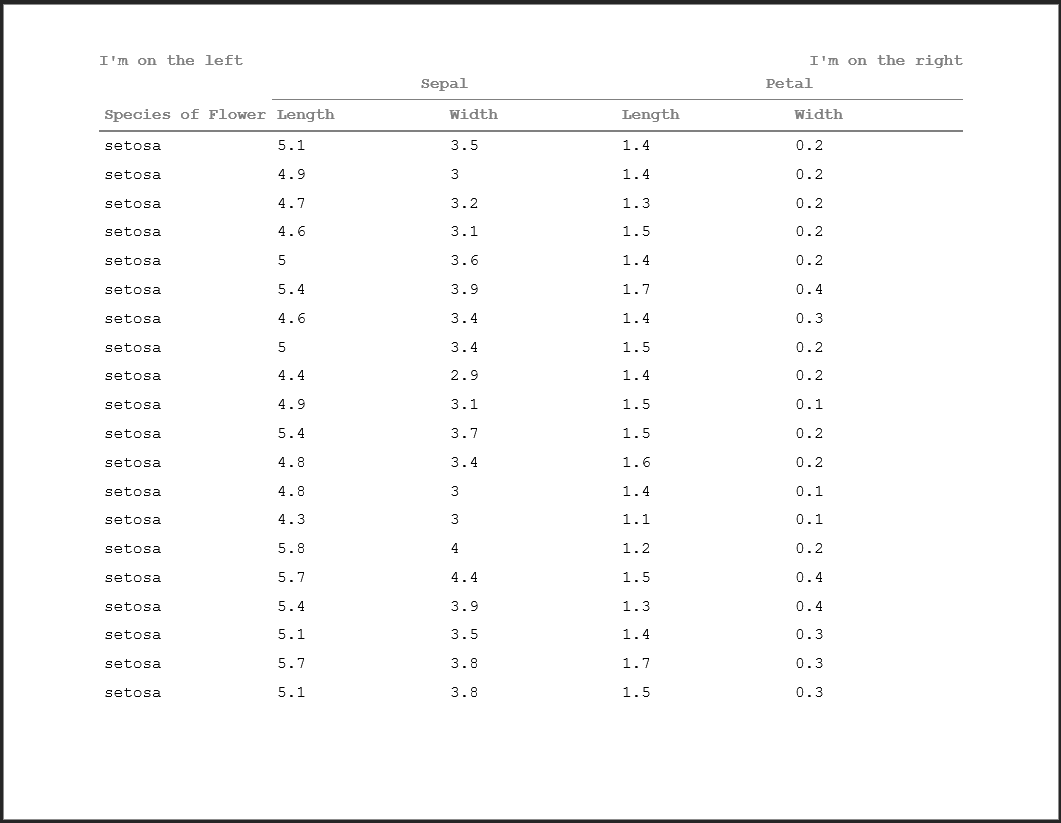 I'm on the left I'm on the right
Sepal Petal
Species of Flower Length Width Length Width
setosa 5.1 3.5 1.4 0.2
setosa 4.9 3 1.4 0.2
setosa 4.7 3.2 1.3 0.2
setosa 4.6 3.1 1.5 0.2
setosa 5 3.6 1.4 0.2
setosa 5.4 3.9 1.7 0.4
setosa 4.6 3.4 1.4 0.3
setosa 5 3.4 1.5 0.2
setosa 4.4 2.9 1.4 0.2
setosa 4.9 3.1 1.5 0.1
setosa 5.4 3.7 1.5 0.2
setosa 4.8 3.4 1.6 0.2
setosa 4.8 3 1.4 0.1
setosa 4.3 3 1.1 0.1
setosa 5.8 4 1.2 0.2
setosa 5.7 4.4 1.5 0.4
setosa 5.4 3.9 1.3 0.4
setosa 5.1 3.5 1.4 0.3
setosa 5.7 3.8 1.7 0.3
setosa 5.1 3.8 1.5 0.3